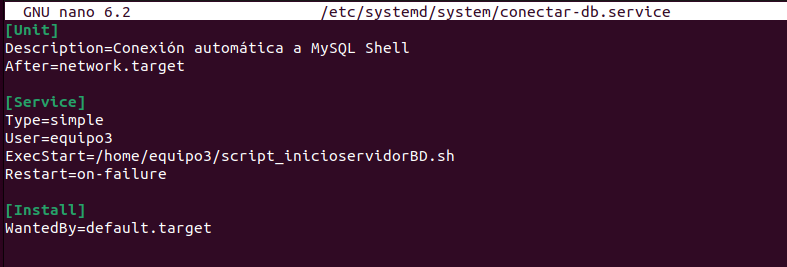 GNU nano 6.2 /etc/systemd/system/conectar-db.service
[Unit]
Description=Conexión automática a MySQL Shell
After=network.target
[Service]
Type=simple
User=equipo3
ExecStart=/home/equipo3/script_inicioservidorBD.sh
Restart=on-failure
[Install]
WantedBy=default.target